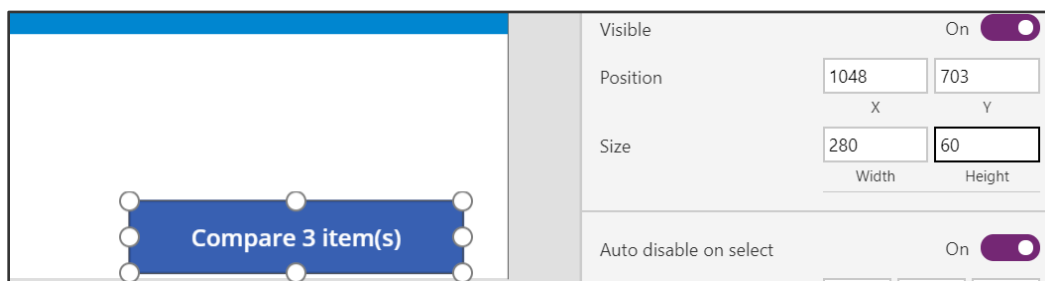 Visible On
Position 1048 703
X Y
Size 280 60
Width Height
Compare 3 item(s)
Auto disable on select On